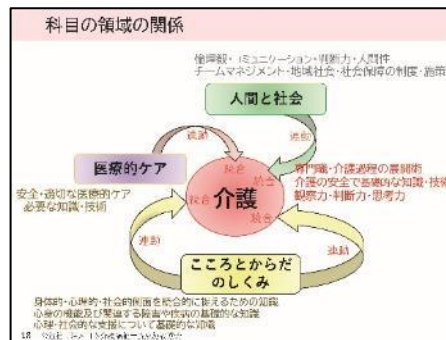 科目の領域の関係
倫理観・コミュニケーション・判断力・人間性
チームマネジメント・地域社会・社会保障の制度・施策
人間と社会
連動
連動
医療的ケア
統合
統合
専門職・介護過程の展開術
介護の安全で基礎的な知識・技術
観察力・判断力・思考力
介護
安全・適切な医療的ケア
必要な知識・技術
統合
統合
連動
連動
こころとからだ
のしくみ
身体的・心理的・社会的側面を統合的に捉えるための知識
心身の機能及び関連する障害や疾病の基礎的な知識
心理・社会的な支援について基礎的な知識
18